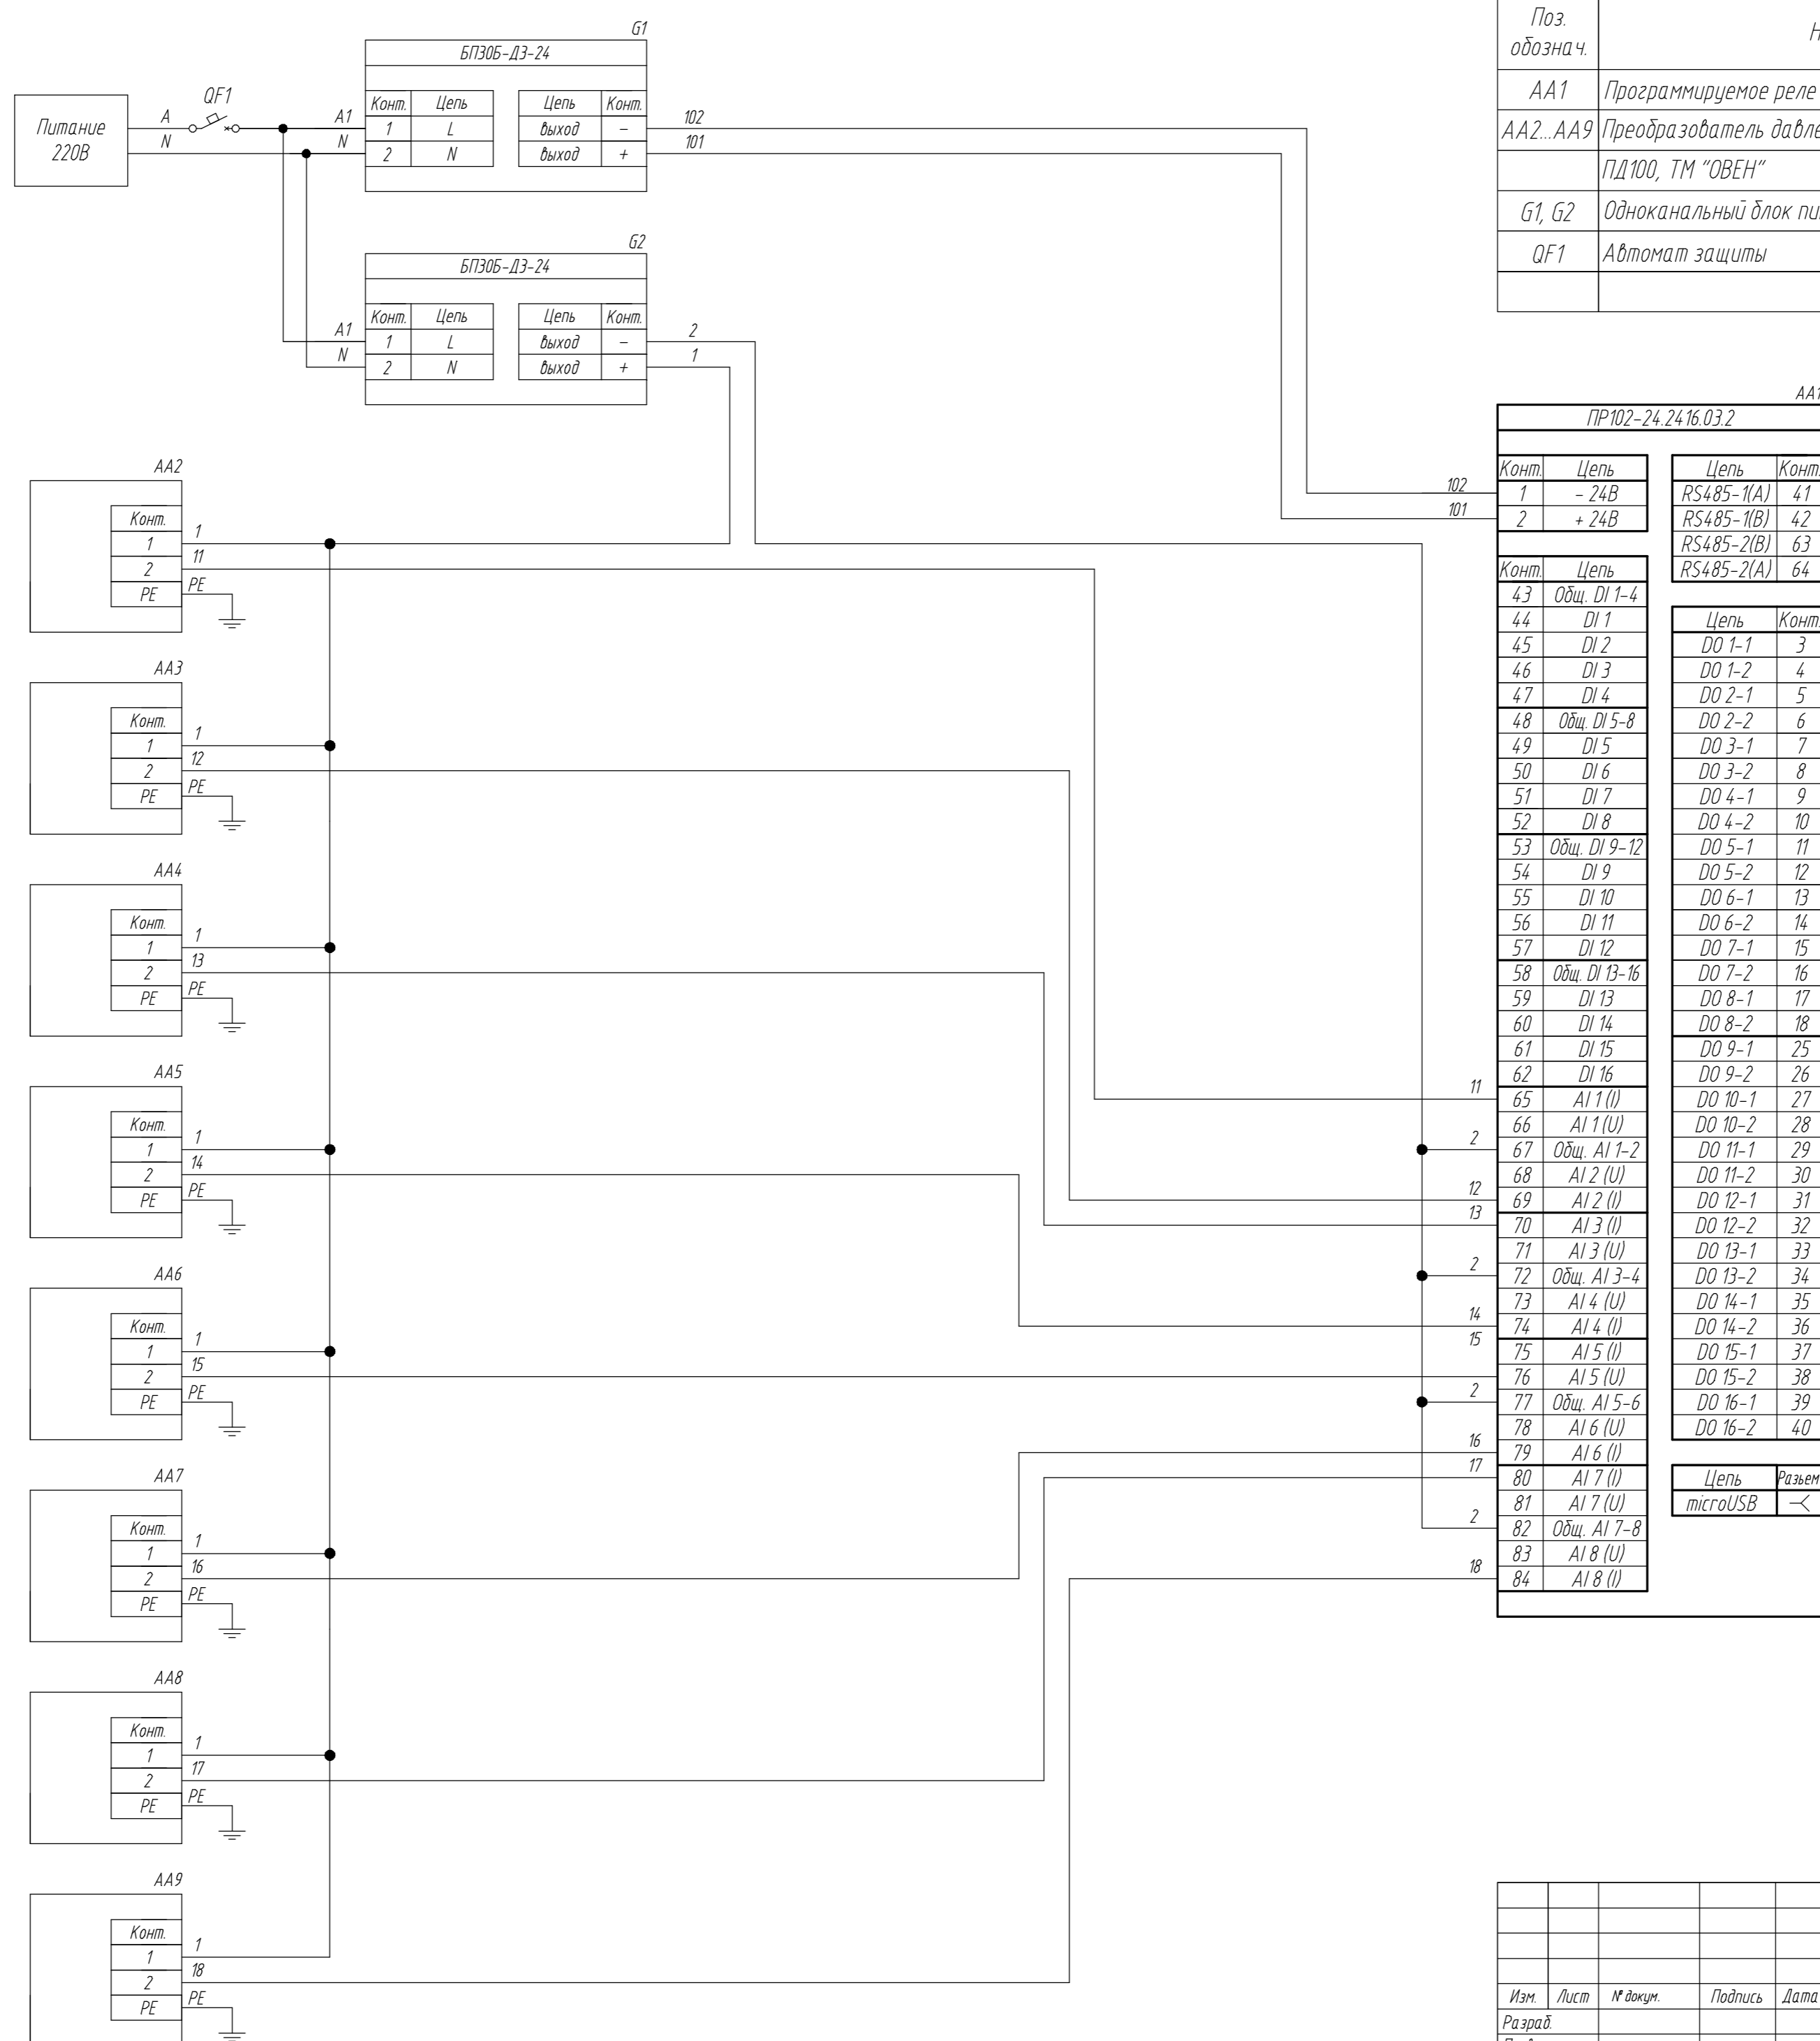 G1
БП30Б-Д3-24
Конт. Цепь Цепь Конт.
1 L выход –
2 N выход +
Питание
220В
A
N
QF1
A1
N
102
101
G2
БП30Б-Д3-24
Конт. Цепь Цепь Конт.
1 L выход –
2 N выход +
A1
N
2
1
Поз.
обознач.
AA1 Программируемое реле
AA2...AA9
ПД100, ТМ "ОВЕН"
G1, G2 Одноканальный блок
QF1 Автомат защиты
AA2
Конт.
1
2
PE
1
11
PE
AA3
Конт.
1
2
PE
1
12
PE
AA4
Конт.
1
2
PE
1
13
PE
AA5
Конт.
1
2
PE
1
14
PE
AA6
Конт.
1
2
PE
1
15
PE
AA7
Конт.
1
2
PE
1
16
PE
AA8
Конт.
1
2
PE
1
17
PE
AA9
Конт.
1
2
PE
1
18
PE
AA1
ПР102-24.2416.03.2
102
101
Конт. Цепь
1 – 24В
2 + 24В
Конт. Цепь
43 Общ. DI 1-4
44 DI 1
45 DI 2
46 DI 3
47 DI 4
48 Общ. DI 5-8
49 DI 5
50 DI 6
51 DI 7
52 DI 8
53 Общ. DI 9-12
54 DI 9
55 DI 10
56 DI 11
57 DI 12
58 Общ. DI 13-16
59 DI 13
60 DI 14
61 DI 15
62 DI 16
65 AI 1 (I)
66 AI 1 (U)
67 Общ. AI 1-2
68 AI 2 (U)
69 AI 2 (I)
70 AI 3 (I)
71 AI 3 (U)
72 Общ. AI 3-4
73 AI 4 (U)
74 AI 4 (I)
75 AI 5 (I)
76 AI 5 (U)
77 Общ. AI 5-6
78 AI 6 (U)
79 AI 6 (I)
80 AI 7 (I)
81 AI 7 (U)
82 Общ. AI 7-8
83 AI 8 (U)
84 AI 8 (I)
11
2
12
13
2
14
15
2
16
17
2
18
Цепь Конт.
RS485-1(A) 41
RS485-1(B) 42
RS485-2(B) 63
RS485-2(A) 64
Цепь Конт.
DO 1-1 3
DO 1-2 4
DO 2-1 5
DO 2-2 6
DO 3-1 7
DO 3-2 8
DO 4-1 9
DO 4-2 10
DO 5-1 11
DO 5-2 12
DO 6-1 13
DO 6-2 14
DO 7-1 15
DO 7-2 16
DO 8-1 17
DO 8-2 18
DO 9-1 25
DO 9-2 26
DO 10-1 27
DO 10-2 28
DO 11-1 29
DO 11-2 30
DO 12-1 31
DO 12-2 32
DO 13-1 33
DO 13-2 34
DO 14-1 35
DO 14-2 36
DO 15-1 37
DO 15-2 38
DO 16-1 39
DO 16-2 40
Цепь Разъем
microUSB
Изм. Лист № докум. Подпись Дата
Разраб.